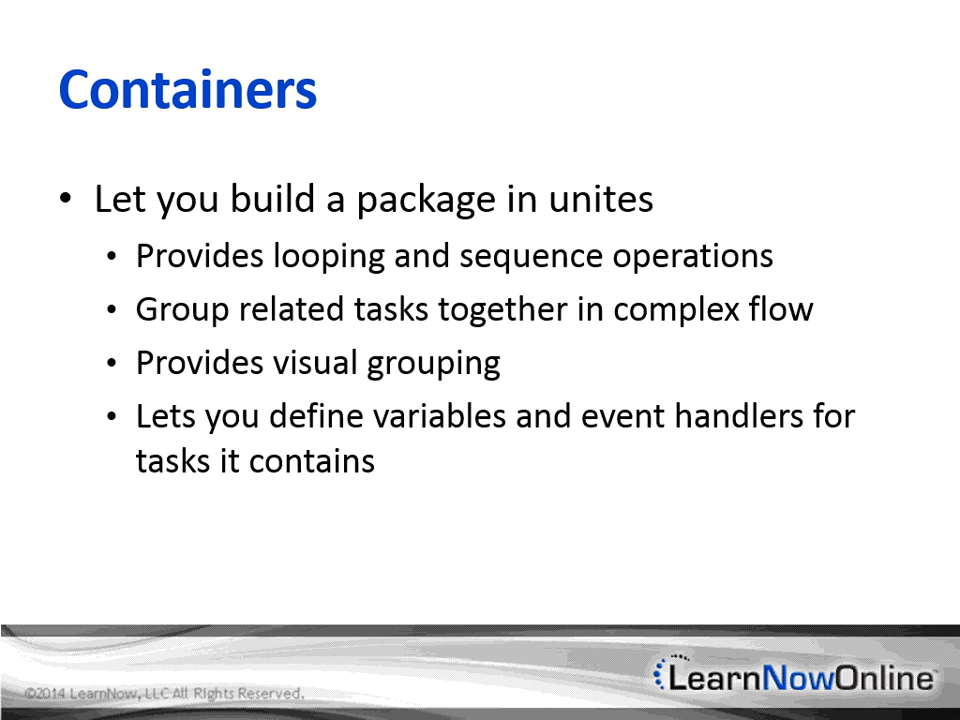 Containers
• Let you build a package in unites
• Provides looping and sequence operations
• Group related tasks together in complex flow
• Provides visual grouping
• Lets you define variables and event handlers for
tasks it contains
©2014 LearnNow, LLC All Rights Reserved.
LearnNowOnline